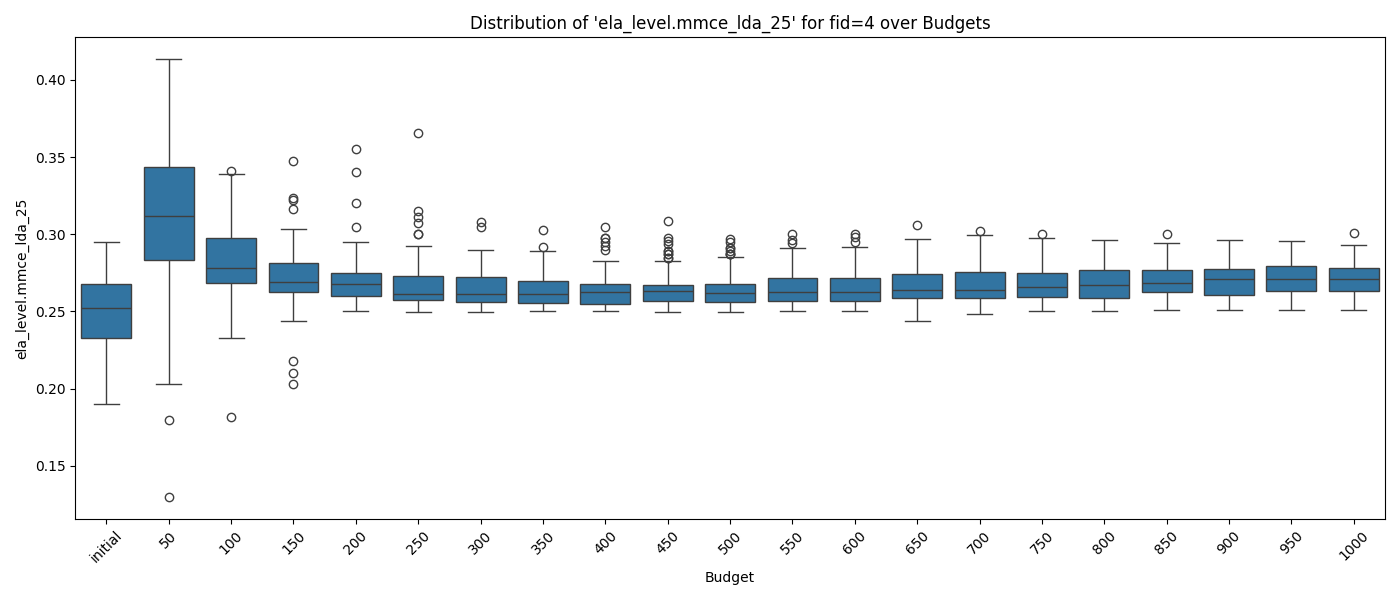 Distribution of 'ela_level.mmce_lda_25' for fid=4 over Budgets
ela_level.mmce_lda_25
0.40
0.35
0.30
0.25
0.20
0.15
initial 50 100 150 200 250 300 350 400 450 500 550 600 650 700 750 800 850 900 950 1000
Budget